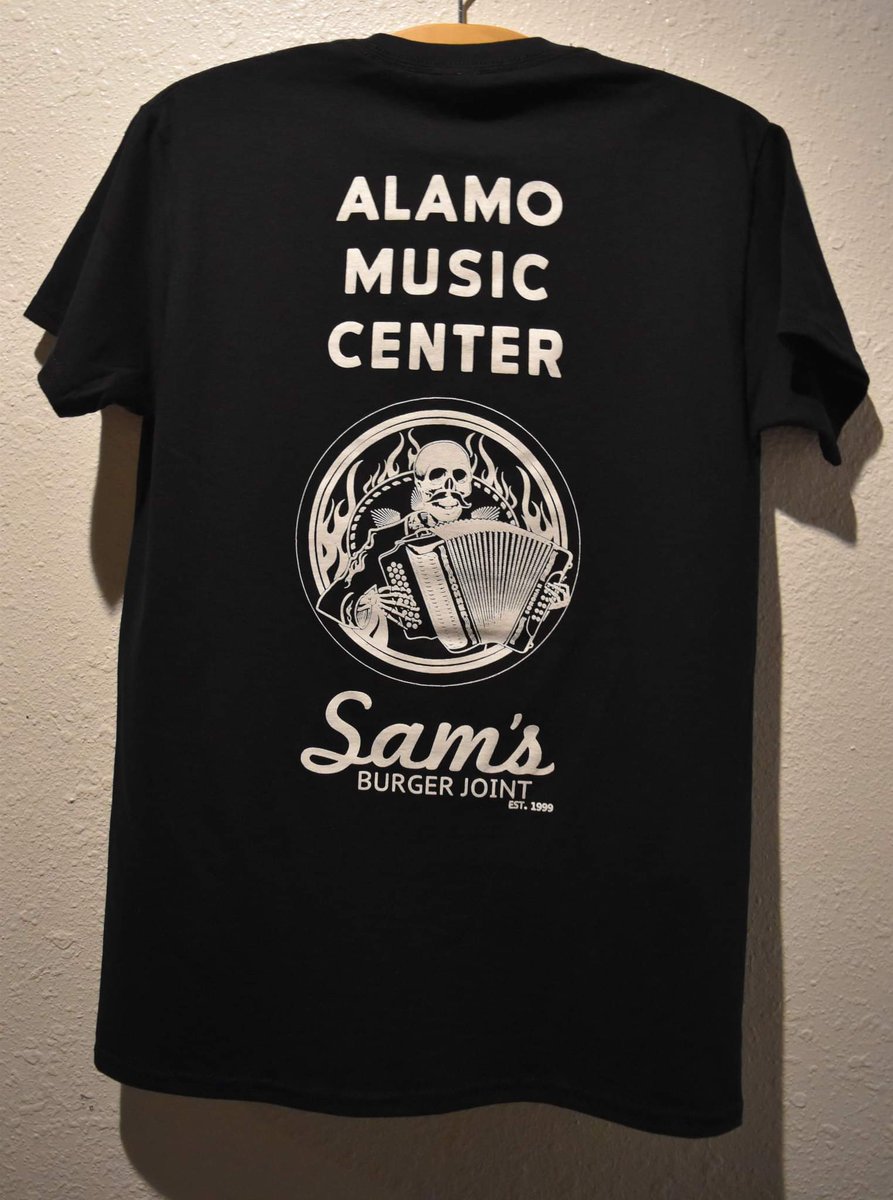 ALAMO
MUSIC
CENTER
Sam's
BURGER JOINT
EST. 1999